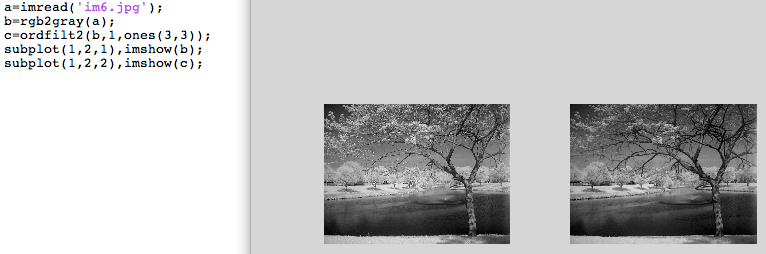 a=imread('im6.jpg');
b=rgb2gray(a);
c=ordfilt2(b,1,ones(3,3));
subplot(1,2,1),imshow(b);
subplot(1,2,2),imshow(c);